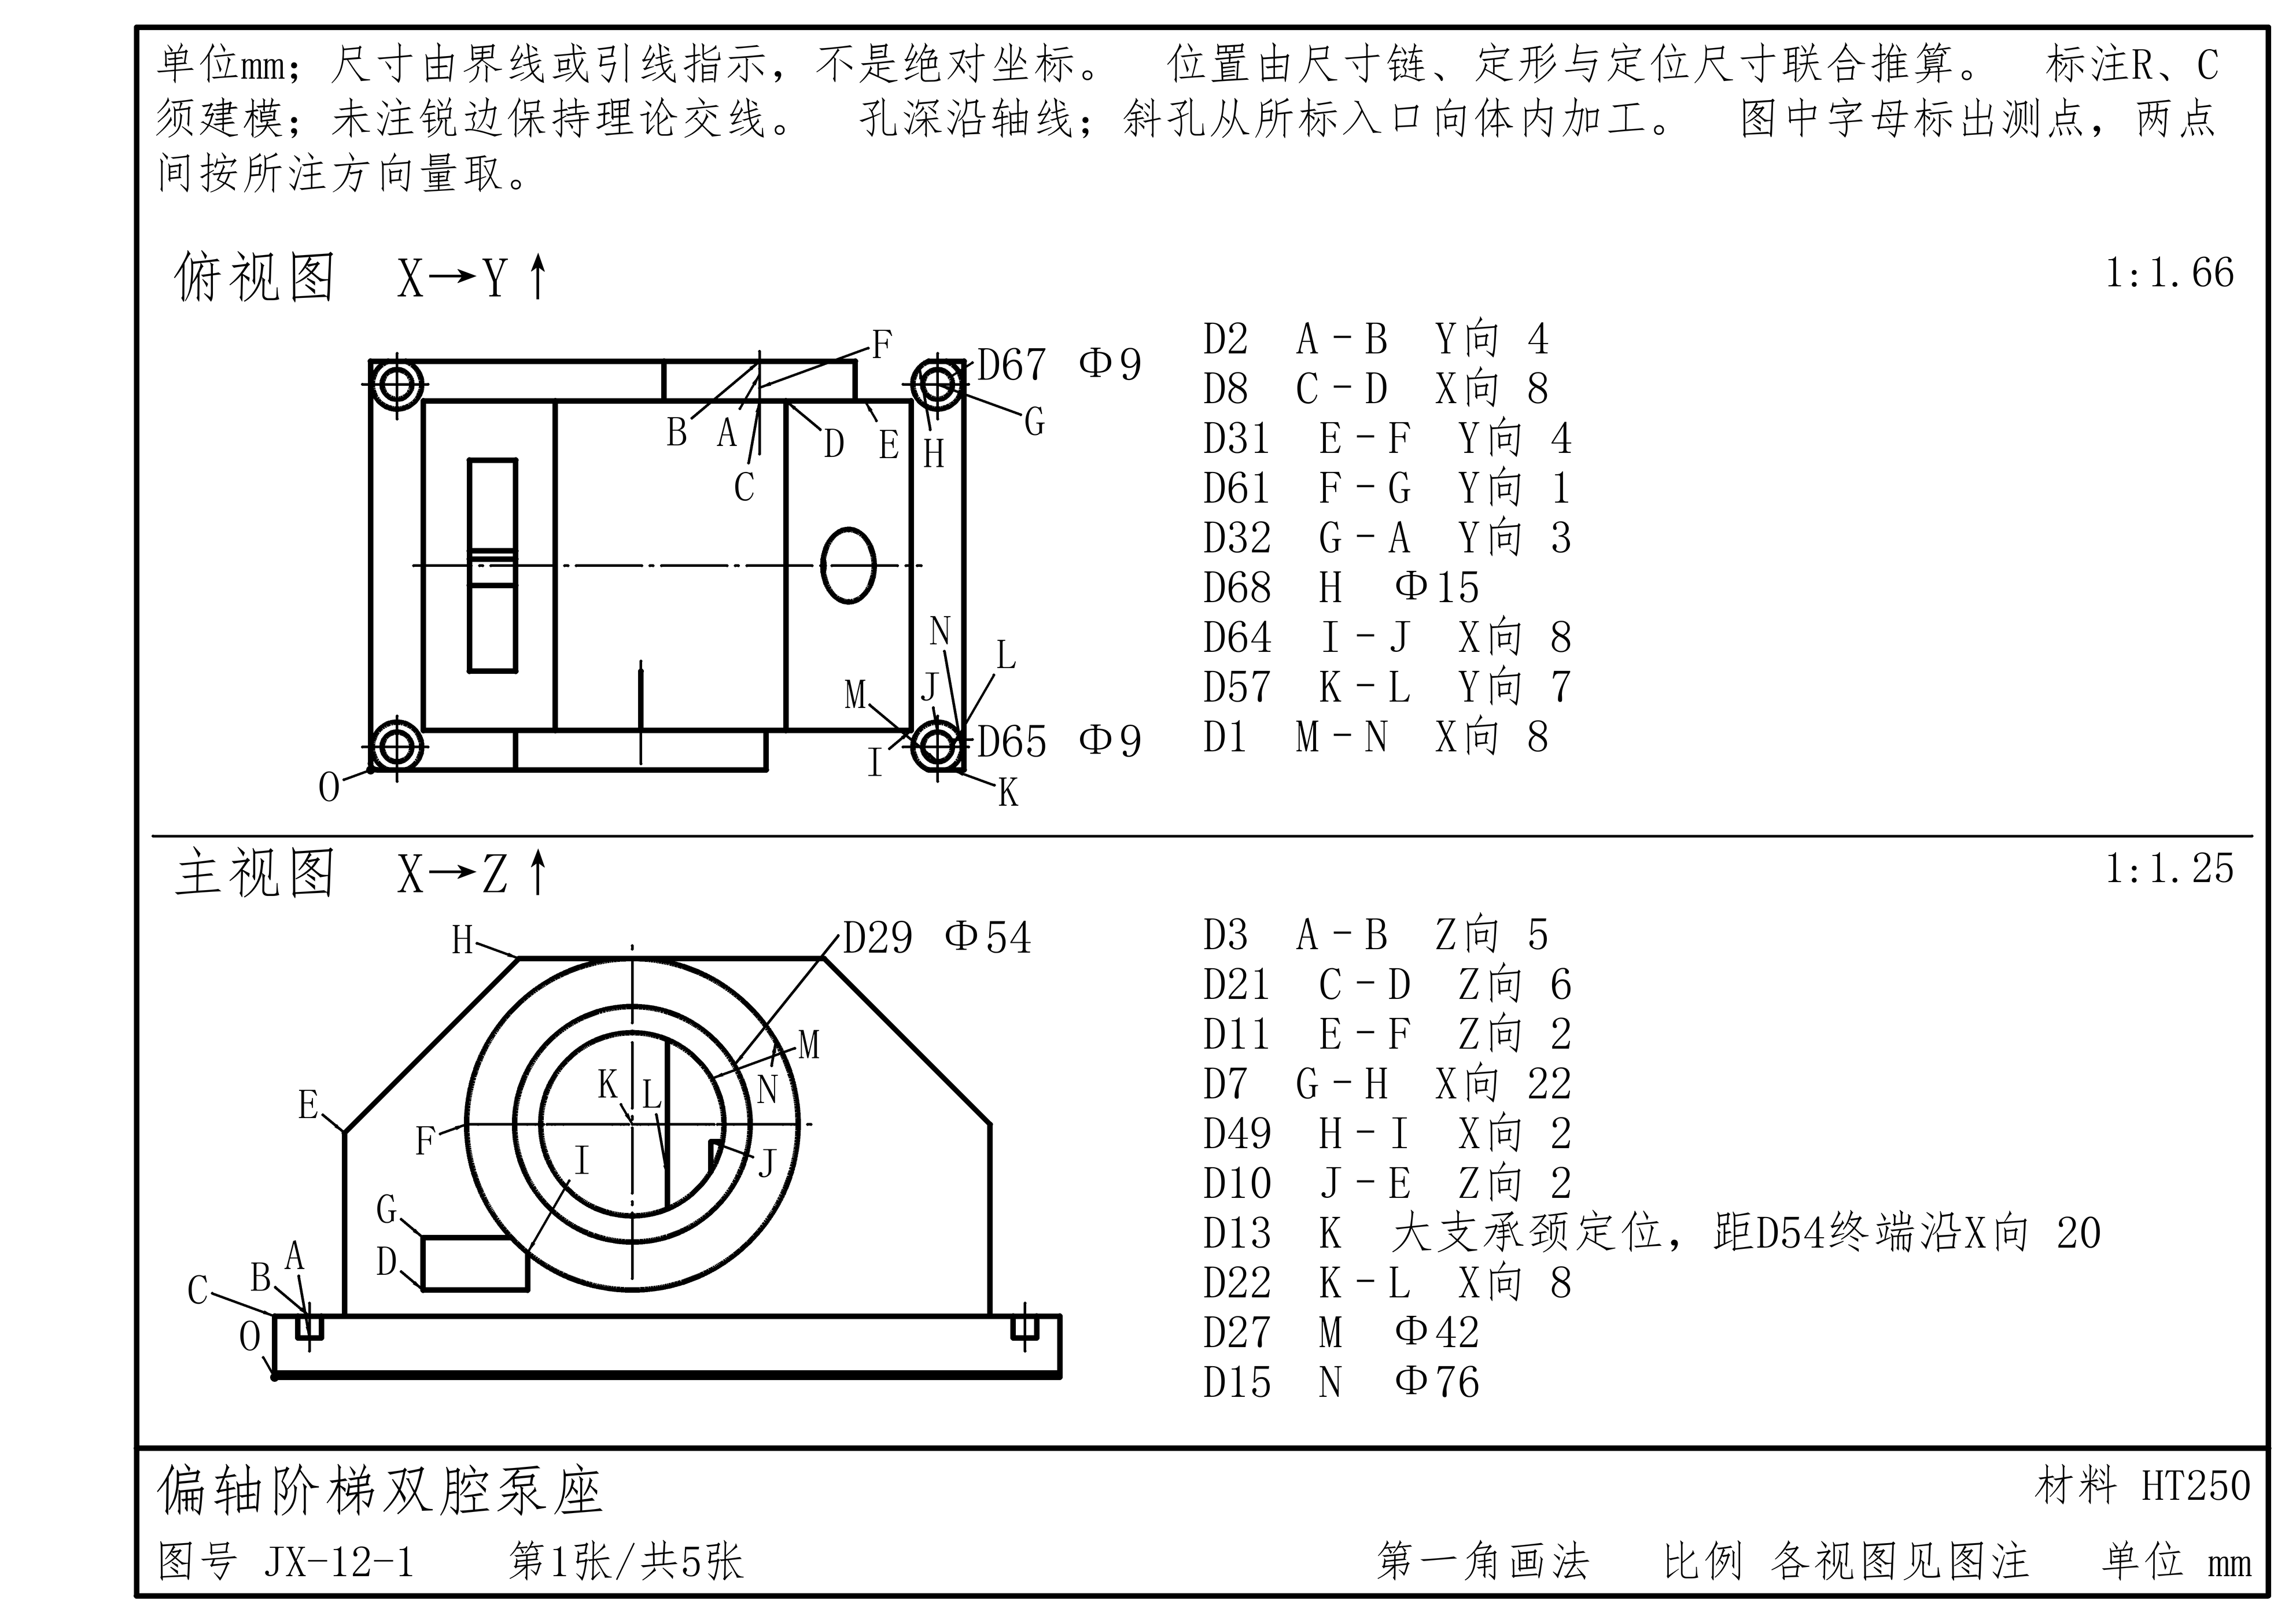 单位mm；尺寸由界线或引线指示，不是绝对坐标。 位置由尺寸链、定形与定位尺寸联合推算。 标注R、C
须建模；未注锐边保持理论交线。 孔深沿轴线；斜孔从所标入口向体内加工。 图中字母标出测点，两点
间按所注方向量取。
俯视图 X→Y↑
1:1.66
F
D67 Φ9
G
B
A
D
E
H
C
N
L
J
M
D65 Φ9
I
O
K
D2 A-B Y向 4
D8 C-D X向 8
D31 E-F Y向 4
D61 F-G Y向 1
D32 G-A Y向 3
D68 H Φ15
D64 I-J X向 8
D57 K-L Y向 7
D1 M-N X向 8
主视图 X→Z↑
1:1.25
H
D29 Φ54
M
N
K
L
E
F
I
J
G
D
A
B
C
O
D3 A-B Z向 5
D21 C-D Z向 6
D11 E-F Z向 2
D7 G-H X向 22
D49 H-I X向 2
D10 J-E Z向 2
D13 K 大支承颈定位，距D54终端沿X向 20
D22 K-L X向 8
D27 M Φ42
D15 N Φ76
偏轴阶梯双腔泵座
材料 HT250
图号 JX-12-1 第1张/共5张
第一角画法 比例 各视图见图注 单位 mm